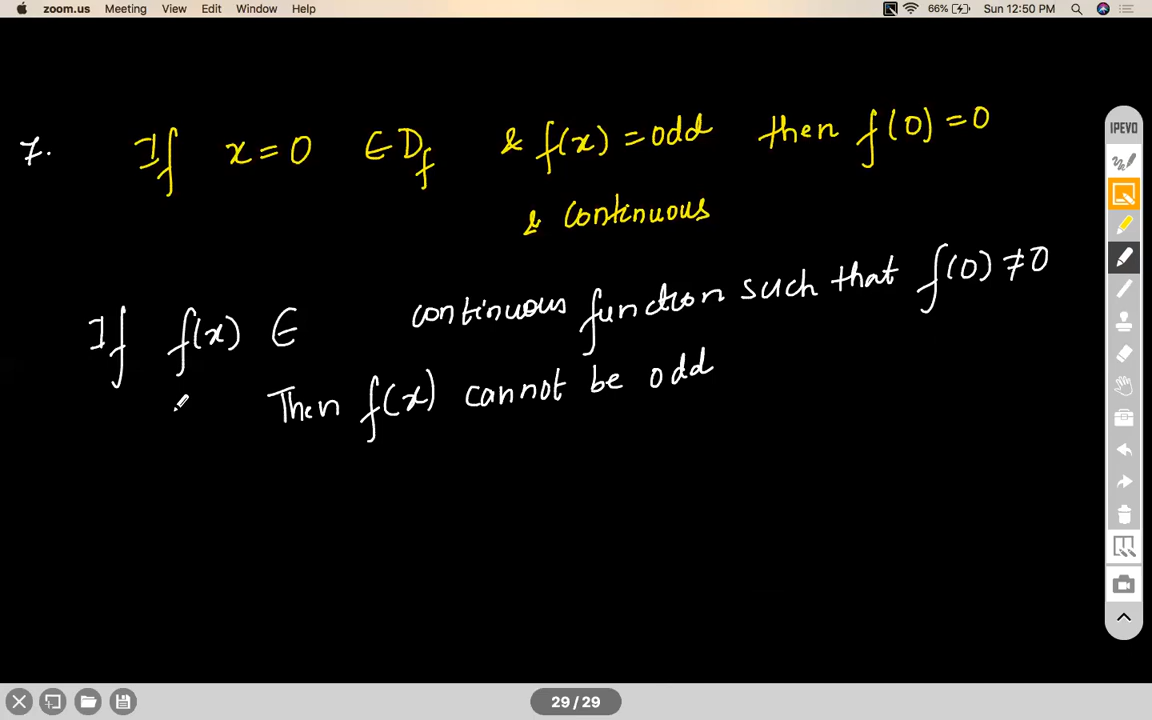 zoom.us Meeting View Edit Window Help 66% Sun 12:50 PM
7. If x = 0 ∈ D_f & f(x) = odd then f(0) = 0
& continuous
IPEVO
If f(x) ∈ continuous function such that f(0) ≠ 0
Then f(x) cannot be odd
29 / 29